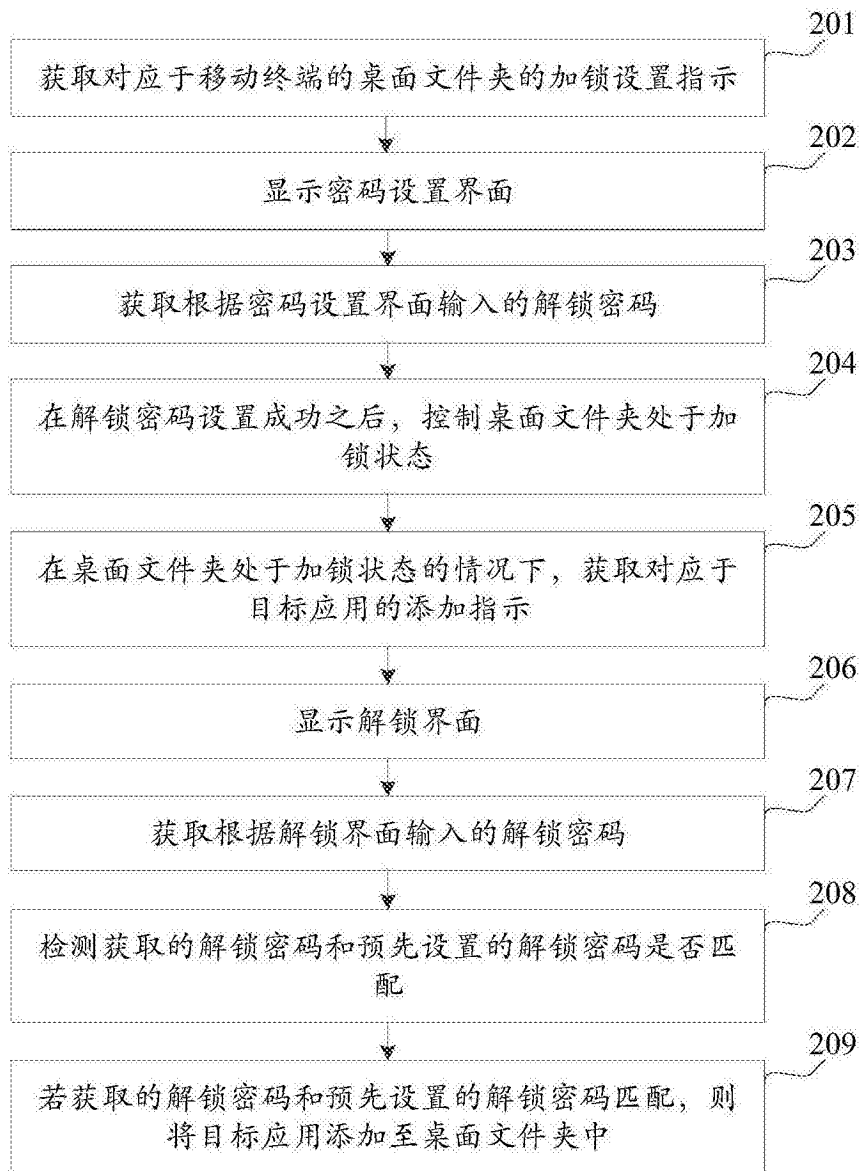 201
获取对应于移动终端的桌面文件夹的加锁设置指示
202
显示密码设置界面
203
获取根据密码设置界面输入的解锁密码
204
在解锁密码设置成功之后，控制桌面文件夹处于加
锁状态
205
在桌面文件夹处于加锁状态的情况下，获取对应于
目标应用的添加指示
206
显示解锁界面
207
获取根据解锁界面输入的解锁密码
208
检测获取的解锁密码和预先设置的解锁密码是否匹
配
209
若获取的解锁密码和预先设置的解锁密码匹配，则
将目标应用添加至桌面文件夹中